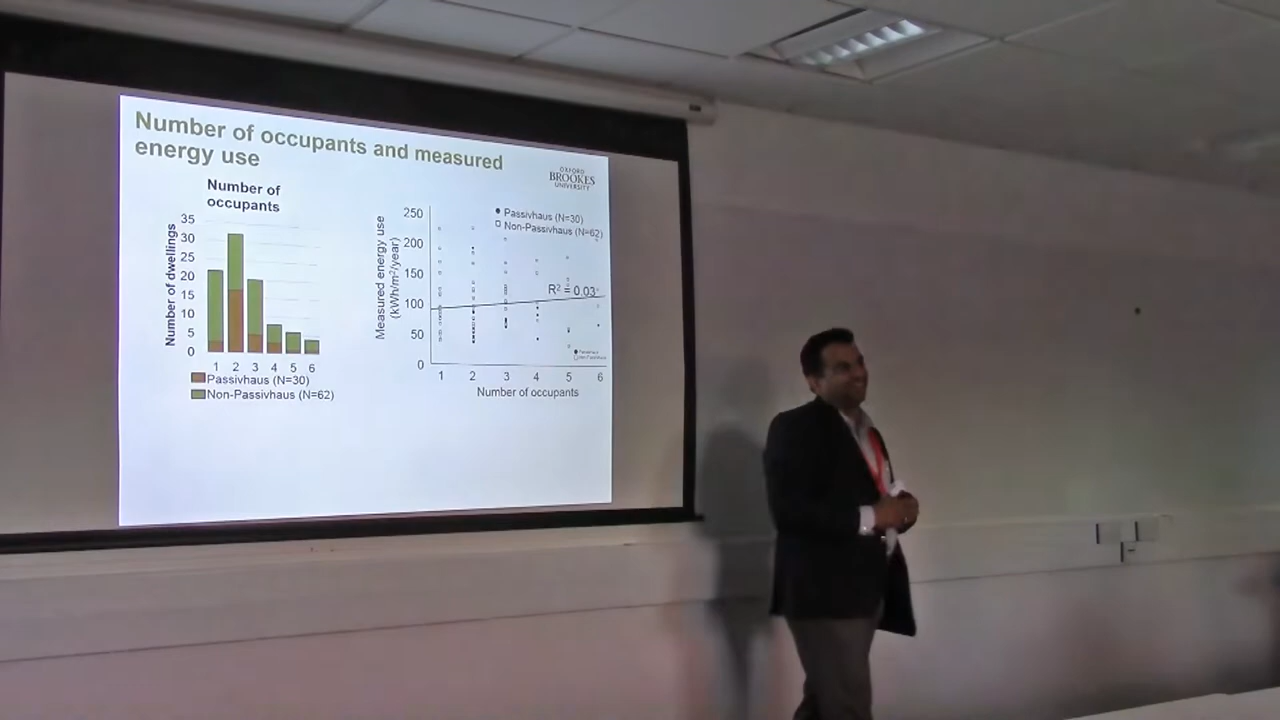 Number of occupants and measured
energy use
OXFORD
BROOKES
UNIVERSITY
Number of
occupants
Number of dwellings
35
30
25
20
15
10
5
0
1 2 3 4 5 6
Passivhaus (N=30)
Non-Passivhaus (N=62)
Measured energy use
(kWh/m²/year)
250
200
150
100
50
0
Passivhaus (N=30)
Non-Passivhaus (N=62)
R² = 0.03
1 2 3 4 5 6
Number of occupants